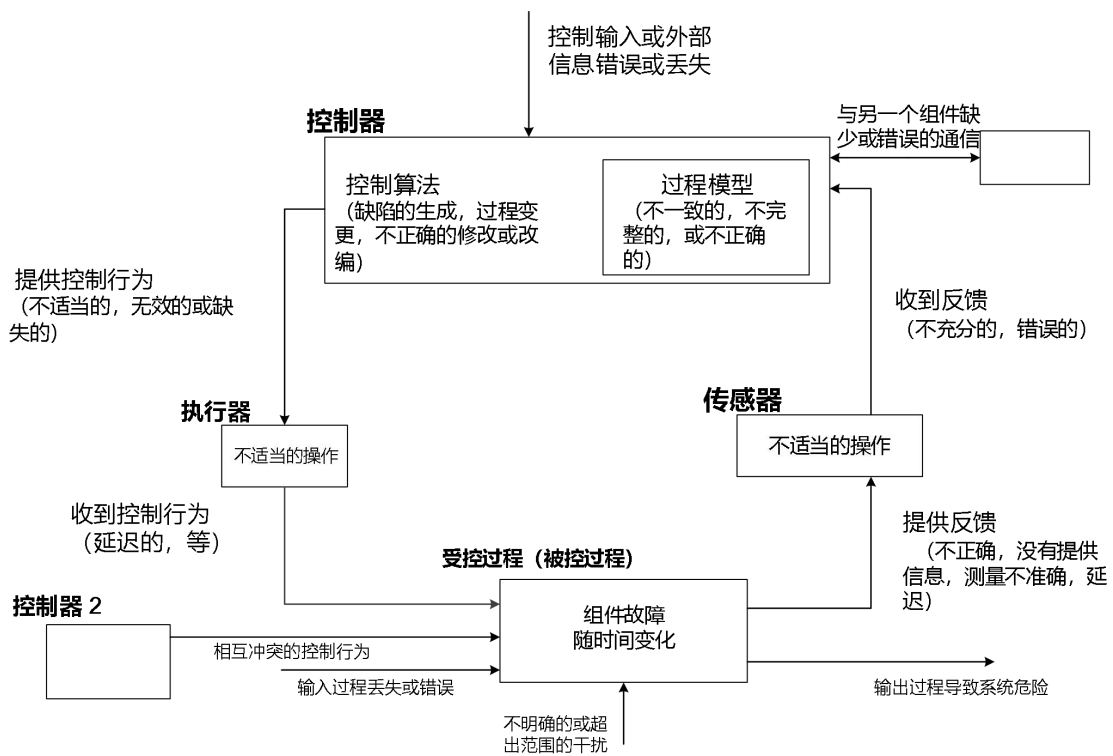 控制输入或外部
信息错误或丢失
控制器
与另一个组件缺
少或错误的通信
控制算法
（缺陷的生成，过程变
更，不正确的修改或改
编）
过程模型
（不一致的，不完
整的，或不正确
的）
提供控制行为
（不适当的，无效的或缺
失的）
收到反馈
（不充分的，错误的）
执行器
不适当的操作
传感器
不适当的操作
收到控制行为
（延迟的，等）
提供反馈
（不正确，没有提供
信息，测量不准确，延
迟）
受控过程（被控过程）
组件故障
随时间变化
控制器 2
相互冲突的控制行为
输入过程丢失或错误
输出过程导致系统危险
不明确的或超
出范围的干扰